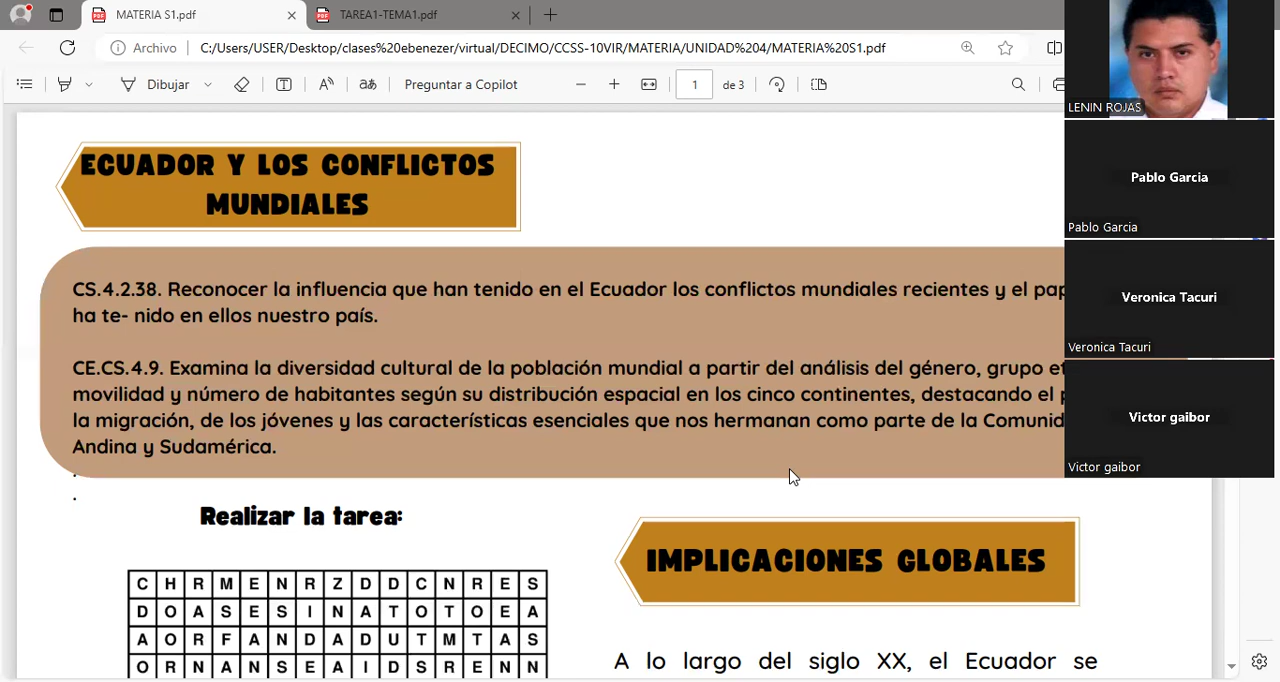 MATERIA S1.pdf
TAREA1-TEMA1.pdf
Archivo
C:/Users/USER/Desktop/clases%20ebenezer/virtual/DECIMO/CCSS-10VIR/MATERIA/UNIDAD%204/MATERIA%20S1.pdf
Dibujar
Preguntar a Copilot
1
de 3
LENIN ROJAS
Pablo Garcia
Pablo Garcia
Veronica Tacuri
Veronica Tacuri
Victor gaibor
Victor gaibor
ECUADOR Y LOS CONFLICTOS
MUNDIALES
CS.4.2.38. Reconocer la influencia que han tenido en el Ecuador los conflictos mundiales recientes y el pap
ha te- nido en ellos nuestro país.
CE.CS.4.9. Examina la diversidad cultural de la población mundial a partir del análisis del género, grupo et
movilidad y número de habitantes según su distribución espacial en los cinco continentes, destacando el p
la migración, de los jóvenes y las características esenciales que nos hermanan como parte de la Comunid
Andina y Sudamérica.
.
.
Realizar la tarea:
C H R M E N R Z D D C N R E S
D O A S E S I N A T O T O E A
A O R F A N D A D U T M T A S
O R N A N S E A I D S R E N N
IMPLICACIONES GLOBALES
A lo largo del siglo XX, el Ecuador se